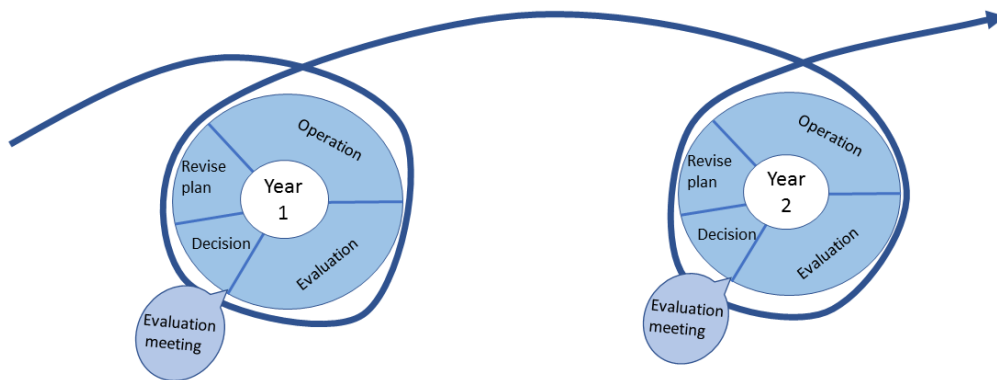 Operation
Revise
plan
Year
1
Decision
Evaluation
Evaluation
meeting
Operation
Revise
plan
Year
2
Decision
Evaluation
Evaluation
meeting